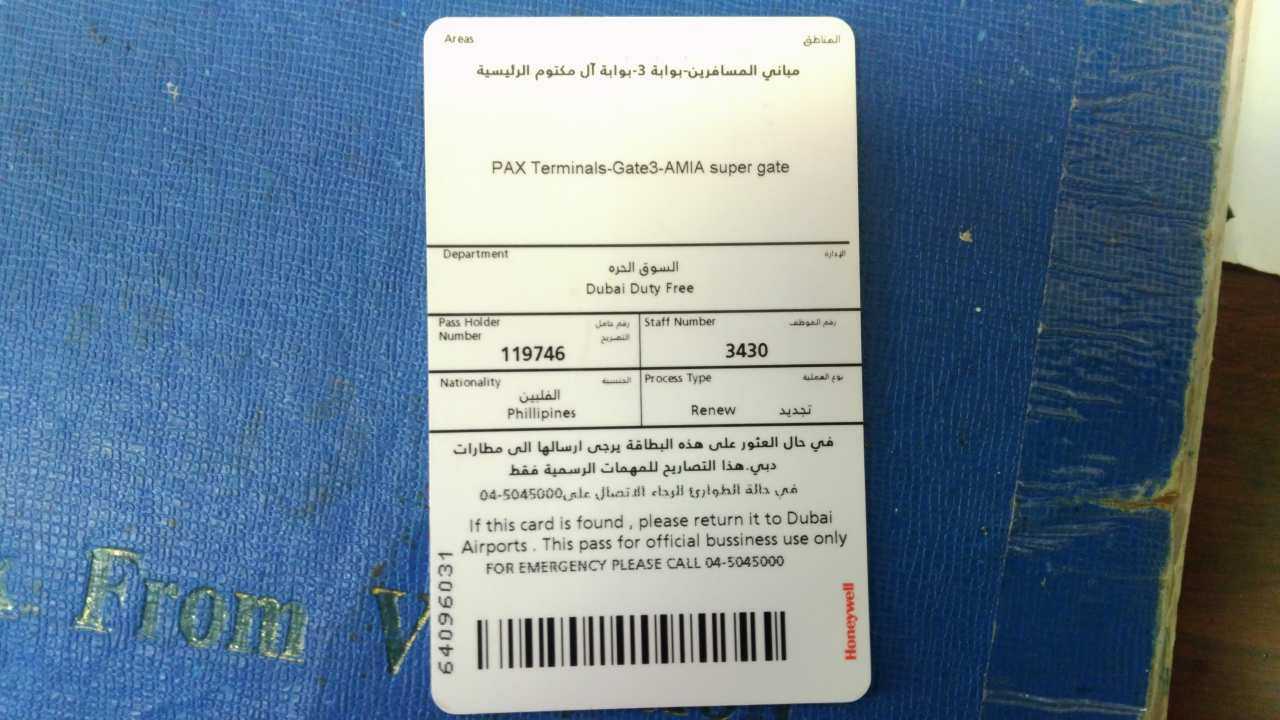 Areas المناطق
مباني المسافرين-بوابة 3-بوابة آل مكتوم الرئيسية
PAX Terminals-Gate3-AMIA super gate
Department الإدارة
السوق الحره
Dubai Duty Free
Pass Holder رقم حامل
Number التصريح
119746
Staff Number رقم الموظف
3430
Nationality الجنسية
الفلبين
Phillipines
Process Type نوع العملية
Renew تجديد
في حال العثور على هذه البطاقة يرجى ارسالها الى مطارات
دبي.هذا التصاريح للمهمات الرسمية فقط
في حالة الطوارئ الرجاء الاتصال على04-5045000
If this card is found , please return it to Dubai
Airports . This pass for official bussiness use only
FOR EMERGENCY PLEASE CALL 04-5045000
64096031
Honeywell
From